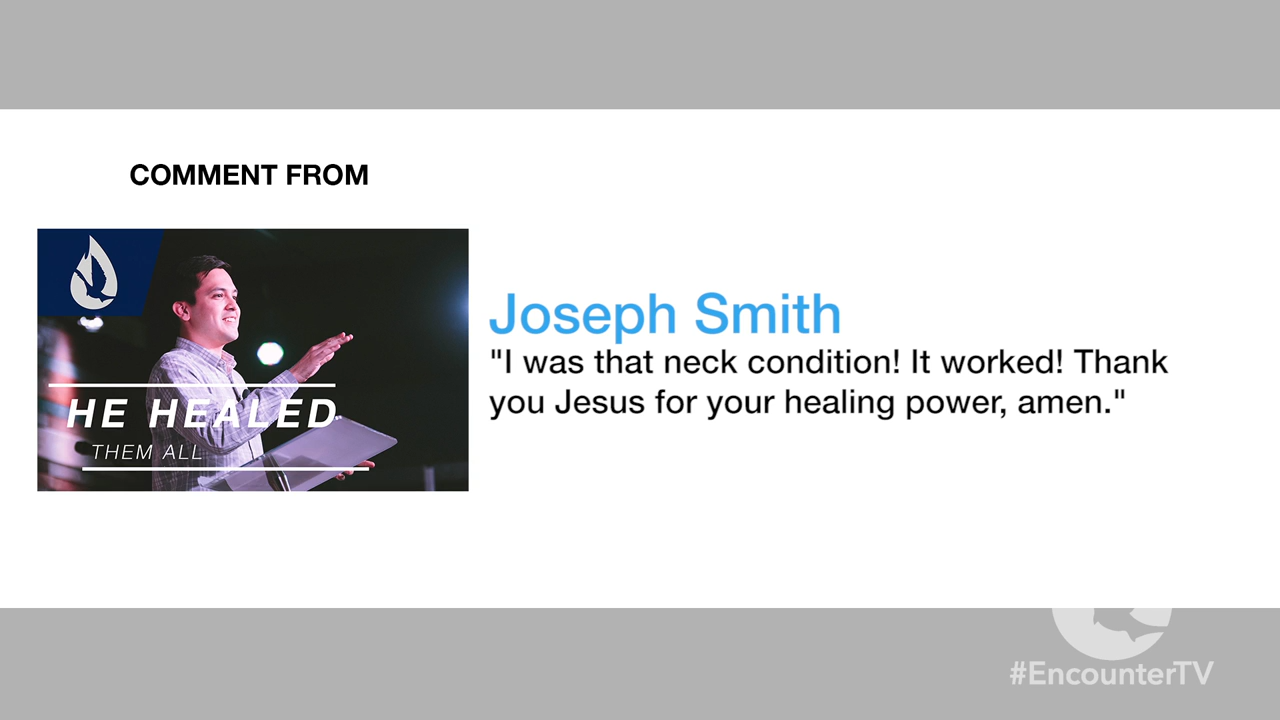 COMMENT FROM
HE HEALED
THEM ALL
Joseph Smith
"I was that neck condition! It worked! Thank
you Jesus for your healing power, amen."
#EncounterTV